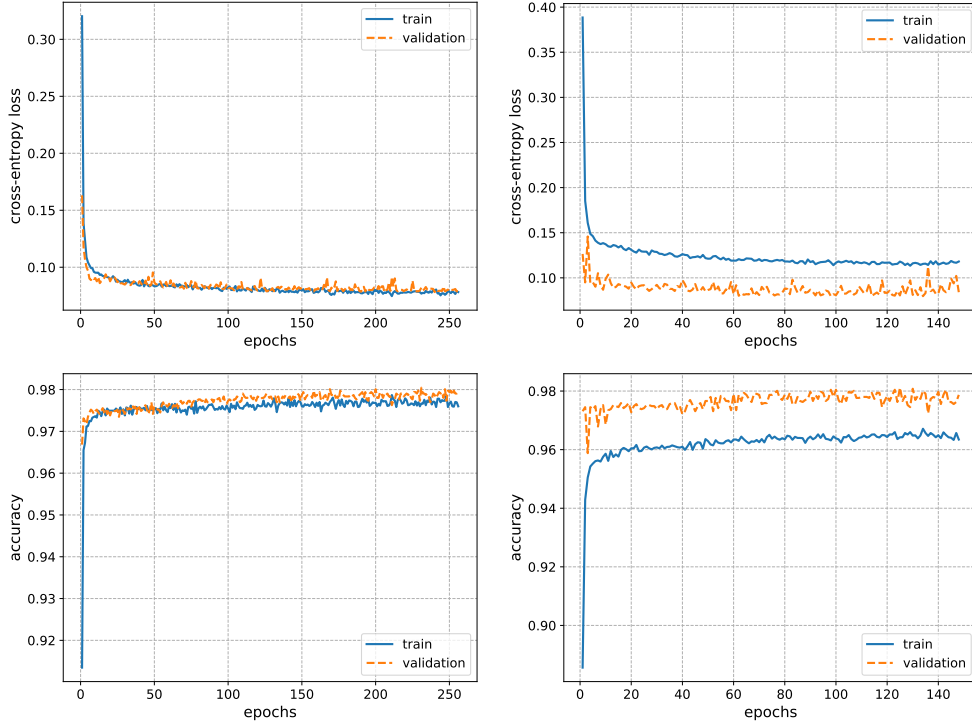 0.30
0.25
0.20
0.15
0.10
cross-entropy loss
train
validation
0 50 100 150 200 250
epochs
0.40
0.35
0.30
0.25
0.20
0.15
0.10
cross-entropy loss
train
validation
0 20 40 60 80 100 120 140
epochs
0.98
0.97
0.96
0.95
0.94
0.93
0.92
accuracy
train
validation
0 50 100 150 200 250
epochs
0.98
0.96
0.94
0.92
0.90
accuracy
train
validation
0 20 40 60 80 100 120 140
epochs